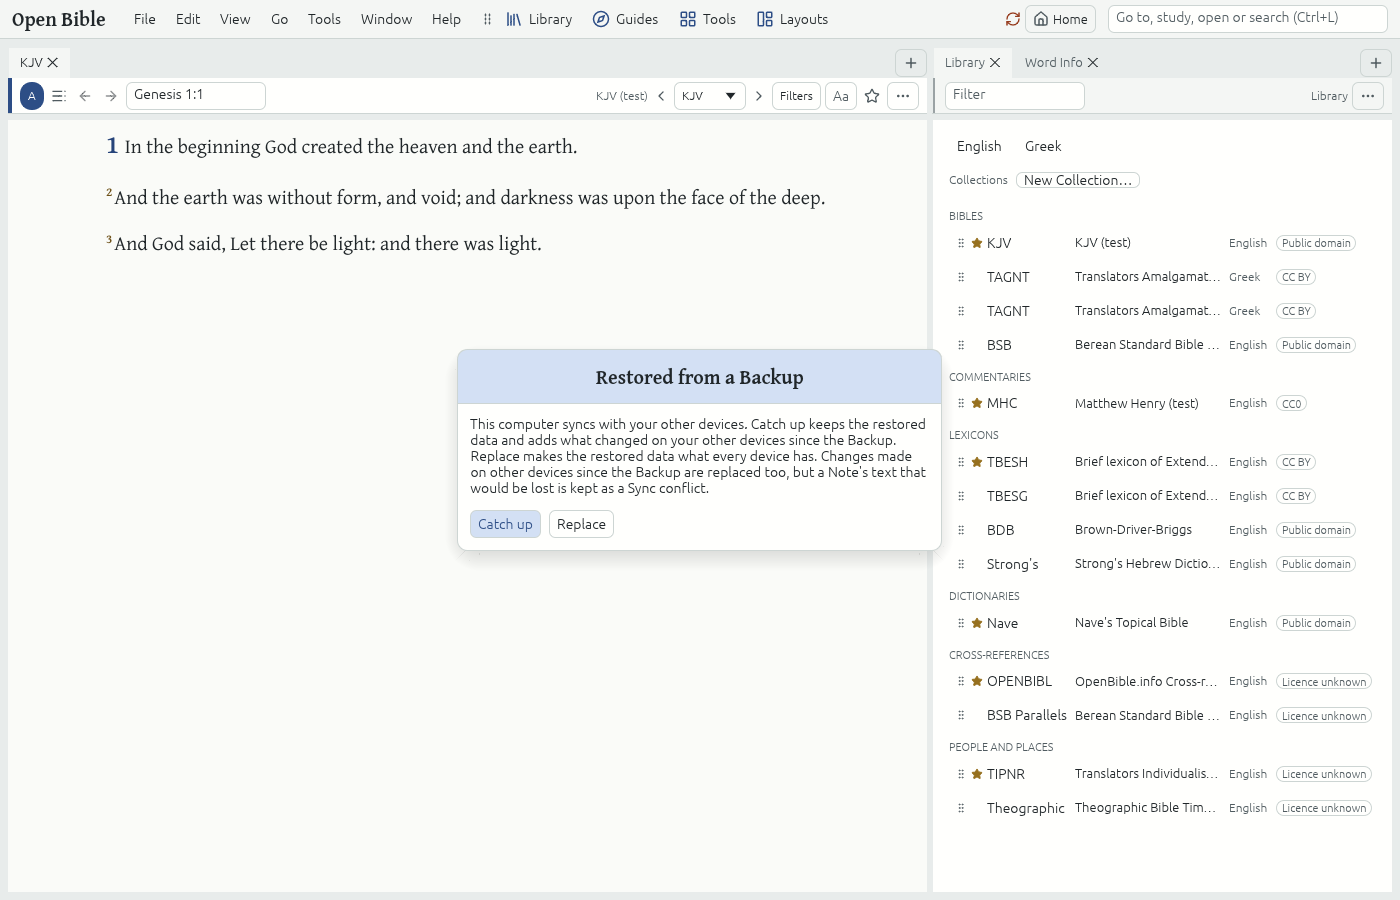 Open Bible File Edit View Go Tools Window Help Library Guides Tools Layouts Home Go to, study, open or search (Ctrl+L)
KJV
Library Word Info
A Genesis 1:1 KJV (test) KJV Filters Aa
Filter Library
1 In the beginning God created the heaven and the earth.
2 And the earth was without form, and void; and darkness was upon the face of the deep.
3 And God said, Let there be light: and there was light.
Restored from a Backup
This computer syncs with your other devices. Catch up keeps the restored
data and adds what changed on your other devices since the Backup.
Replace makes the restored data what every device has. Changes made
on other devices since the Backup are replaced too, but a Note's text that
would be lost is kept as a Sync conflict.
Catch up Replace
English Greek
Collections New Collection…
BIBLES
KJV KJV (test) English Public domain
TAGNT Translators Amalgamat… Greek CC BY
TAGNT Translators Amalgamat… Greek CC BY
BSB Berean Standard Bible … English Public domain
COMMENTARIES
MHC Matthew Henry (test) English CC0
LEXICONS
TBESH Brief lexicon of Extend… English CC BY
TBESG Brief lexicon of Extend… English CC BY
BDB Brown-Driver-Briggs English Public domain
Strong's Strong's Hebrew Dictio… English Public domain
DICTIONARIES
Nave Nave's Topical Bible English Public domain
CROSS-REFERENCES
OPENBIBL OpenBible.info Cross-r… English Licence unknown
BSB Parallels Berean Standard Bible … English Licence unknown
PEOPLE AND PLACES
TIPNR Translators Individualis… English Licence unknown
Theographic Theographic Bible Tim… English Licence unknown